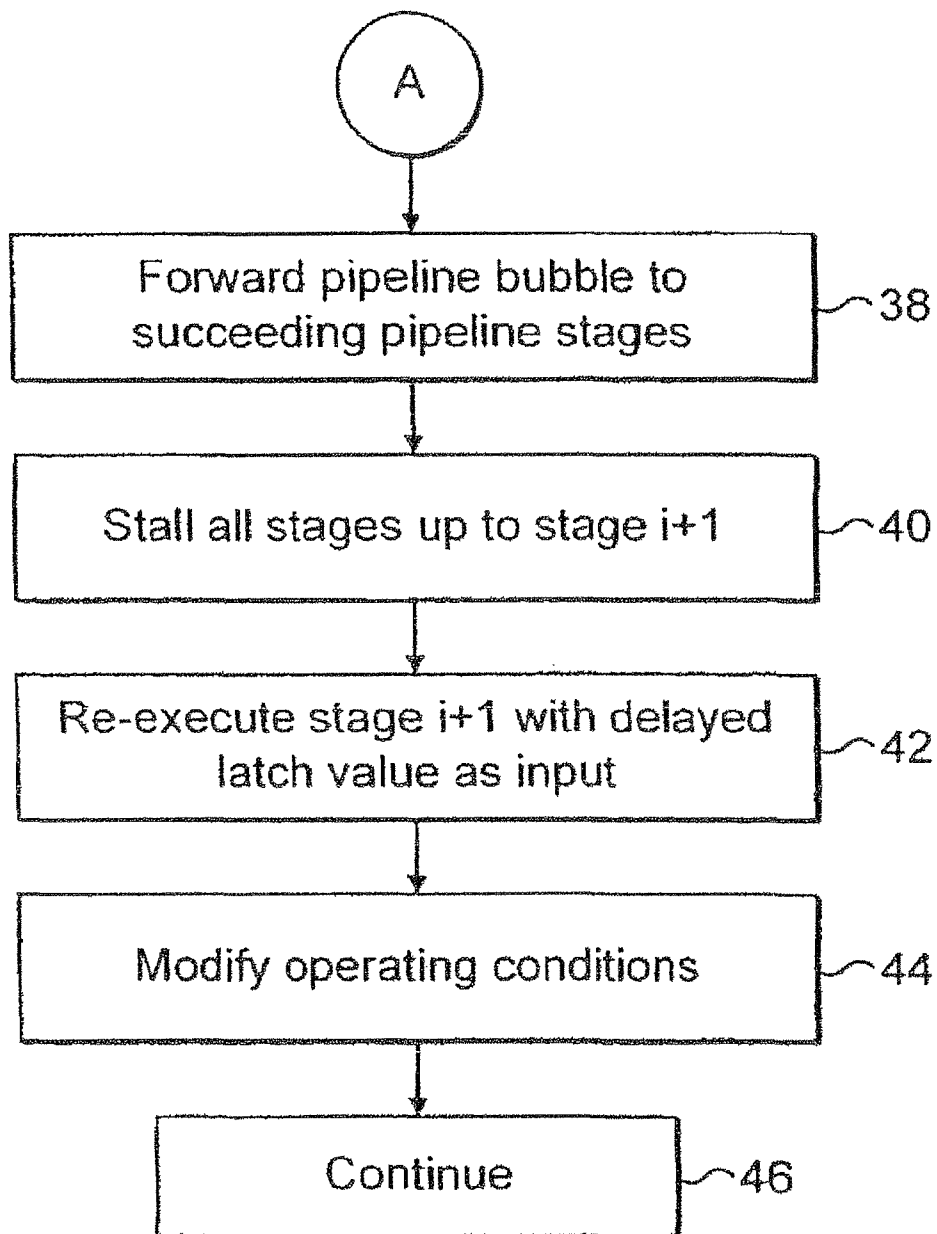 A
Forward pipeline bubble to
succeeding pipeline stages
38
Stall all stages up to stage i+1
40
Re-execute stage i+1 with delayed
latch value as input
42
Modify operating conditions
44
Continue
46